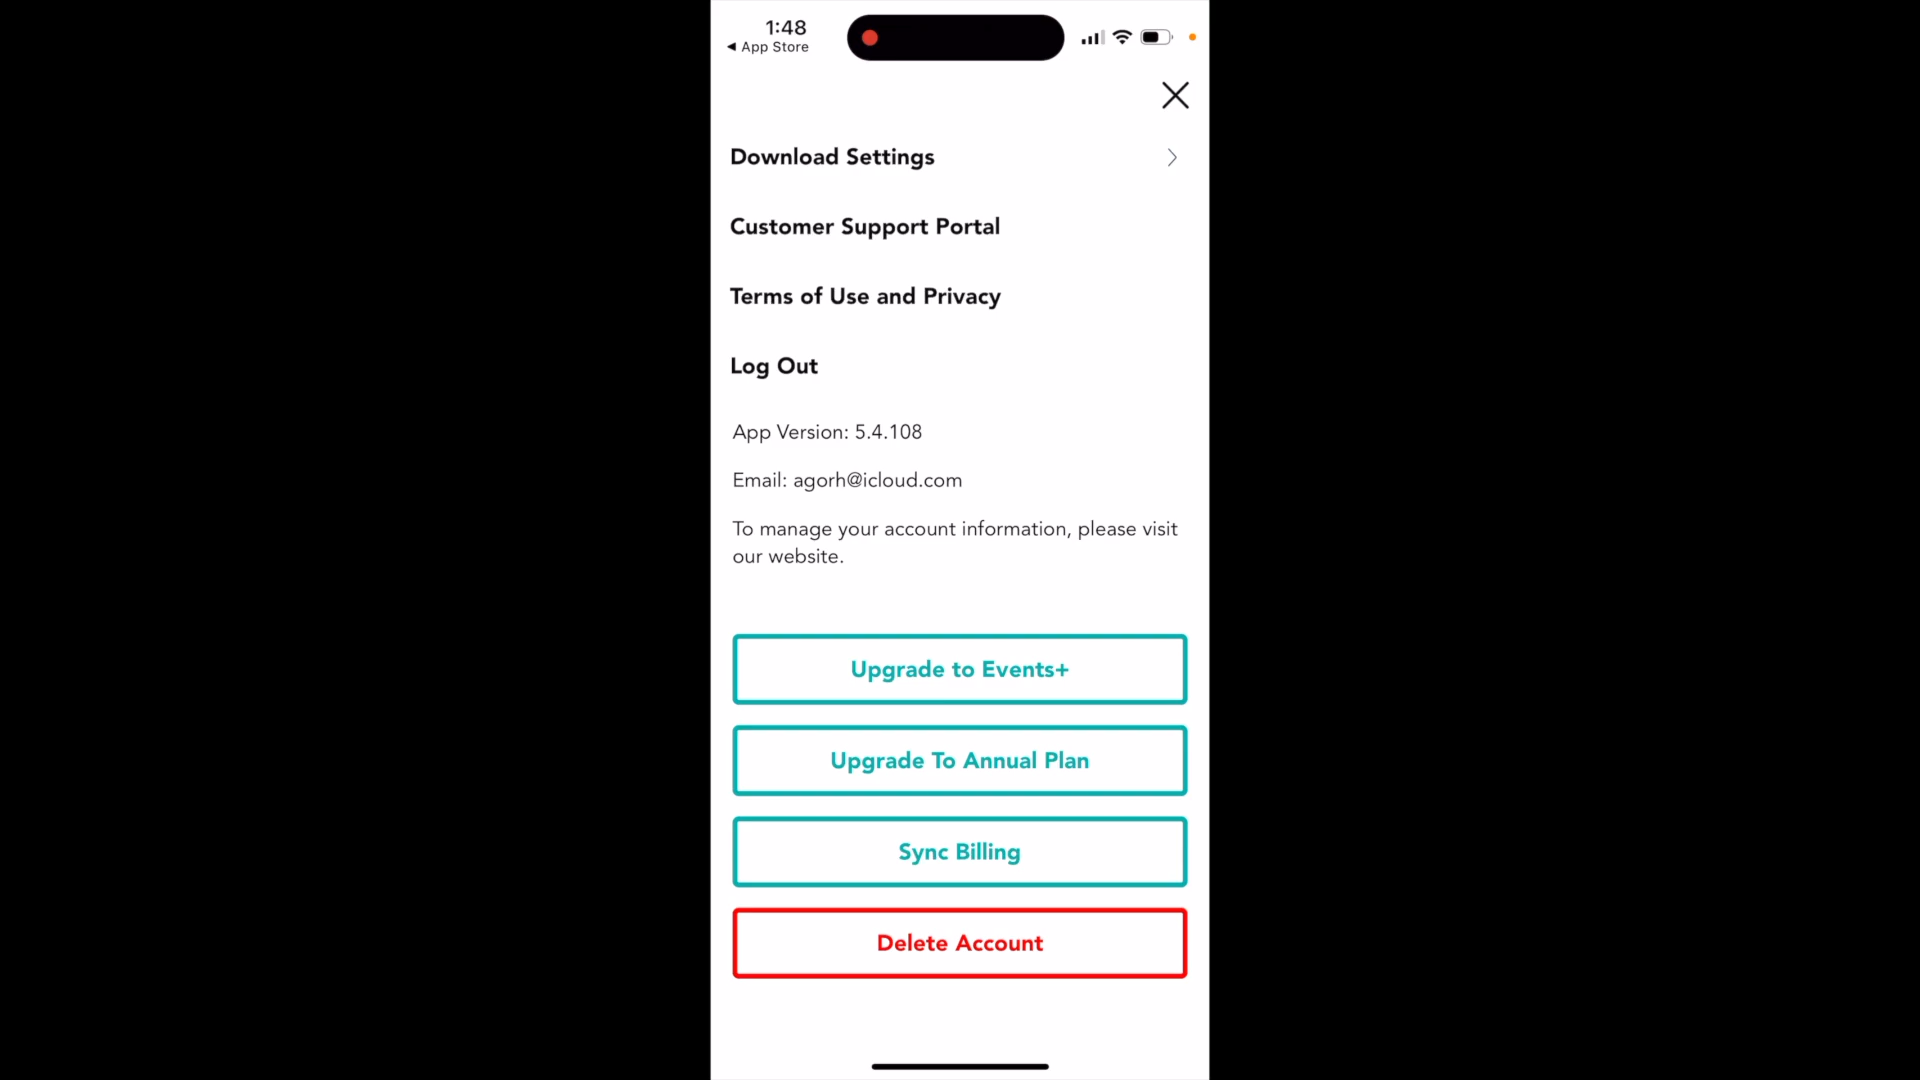 1:48
◀ App Store
Download Settings
Customer Support Portal
Terms of Use and Privacy
Log Out
App Version: 5.4.108
Email: agorh@icloud.com
To manage your account information, please visit
our website.
Upgrade to Events+
Upgrade To Annual Plan
Sync Billing
Delete Account